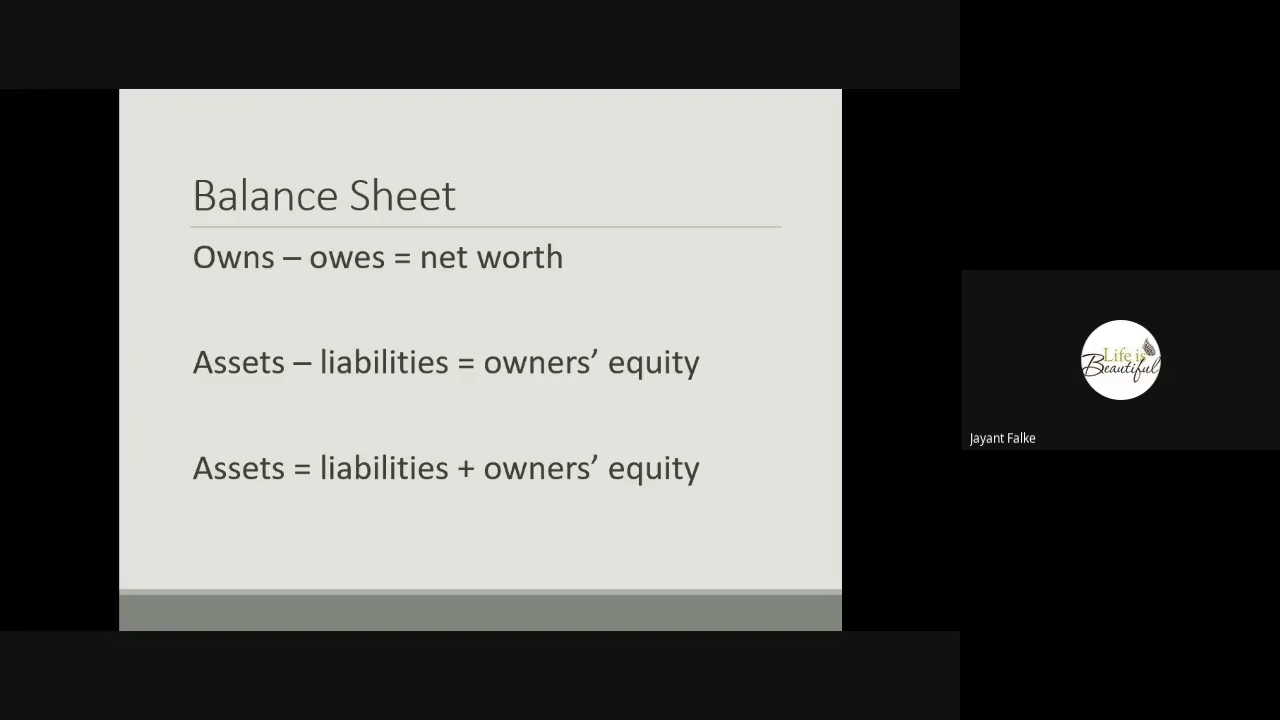 Balance Sheet
Owns – owes = net worth
Assets – liabilities = owners’ equity
Assets = liabilities + owners’ equity
Life is
Beautiful
Jayant Falke